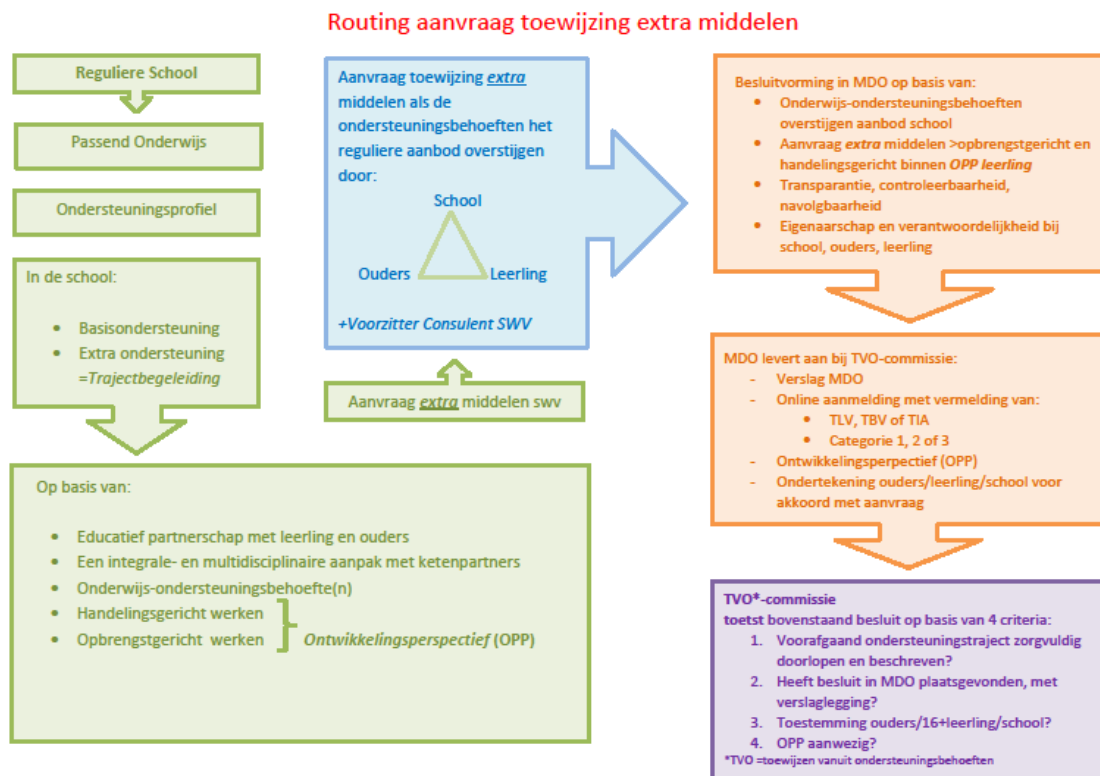 Routing aanvraag toewijzing extra middelen
Reguliere School
Passend Onderwijs
Ondersteuningsprofiel
In de school:
• Basisondersteuning
• Extra ondersteuning
=Trajectbegeleiding
Op basis van:
• Educatief partnerschap met leerling en ouders
• Een integrale- en multidisciplinaire aanpak met ketenpartners
• Onderwijs-ondersteuningsbehoefte(n)
• Handelingsgericht werken
• Opbrengstgericht werken
Ontwikkelingsperspectief (OPP)
Aanvraag toewijzing extra
middelen als de
ondersteuningsbehoeften het
reguliere aanbod overstijgen
door:
School
Ouders Leerling
+Voorzitter Consulent SWV
Aanvraag extra middelen swv
Besluitvorming in MDO op basis van:
• Onderwijs-ondersteuningsbehoeften
overstijgen aanbod school
• Aanvraag extra middelen >opbrengstgericht en
handelingsgericht binnen OPP leerling
• Transparantie, controleerbaarheid,
navolgbaarheid
• Eigenaarschap en verantwoordelijkheid bij
school, ouders, leerling
MDO levert aan bij TVO-commissie:
- Verslag MDO
- Online aanmelding met vermelding van:
• TLV, TBV of TIA
• Categorie 1, 2 of 3
- Ontwikkelingsperpectief (OPP)
- Ondertekening ouders/leerling/school voor
akkoord met aanvraag
TVO*-commissie
toetst bovenstaand besluit op basis van 4 criteria:
1. Voorafgaand ondersteuningstraject zorgvuldig
doorlopen en beschreven?
2. Heeft besluit in MDO plaatsgevonden, met
verslaglegging?
3. Toestemming ouders/16+leerling/school?
4. OPP aanwezig?
*TVO =toewijzen vanuit ondersteuningsbehoeften